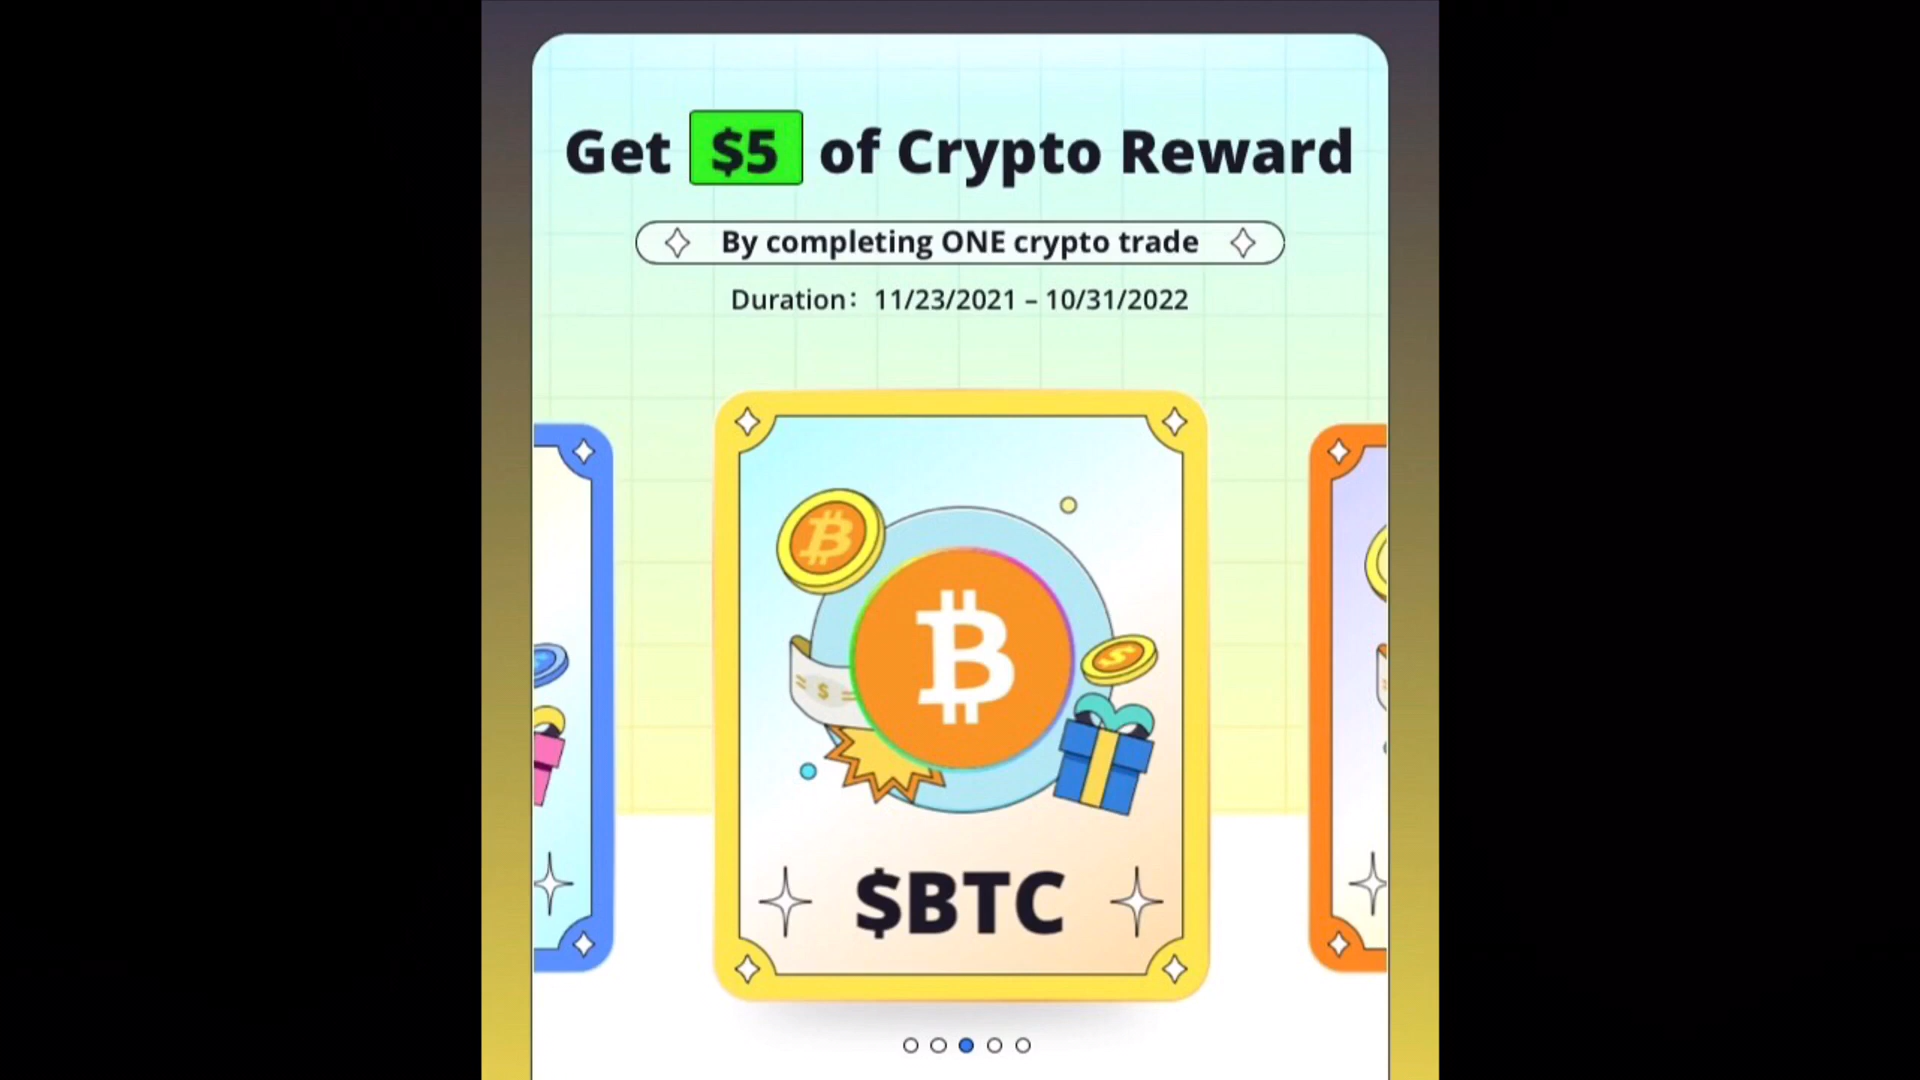 Get $5 of Crypto Reward
By completing ONE crypto trade
Duration： 11/23/2021 – 10/31/2022
= $ =
$BTC